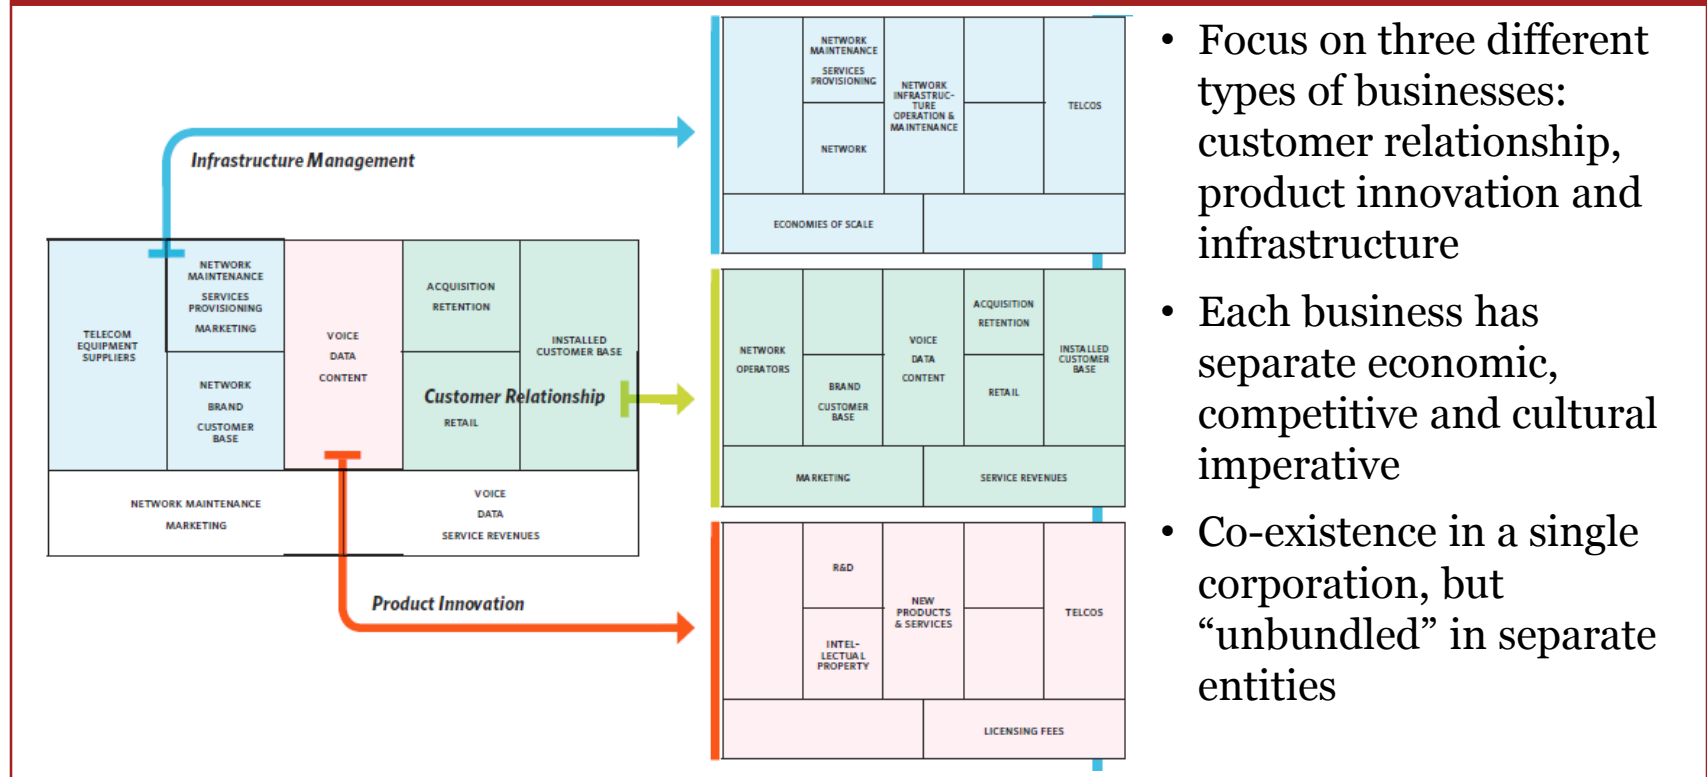 Infrastructure Management
TELECOM
EQUIPMENT
SUPPLIERS
NETWORK
MAINTENANCE
SERVICES
PROVISIONING
MARKETING
NETWORK
BRAND
CUSTOMER
BASE
VOICE
DATA
CONTENT
ACQUISITION
RETENTION
Customer Relationship
RETAIL
INSTALLED
CUSTOMER BASE
NETWORK MAINTENANCE
MARKETING
VOICE
DATA
SERVICE REVENUES
Product Innovation
NETWORK
MAINTENANCE
SERVICES
PROVISIONING
NETWORK
NETWORK
INFRASTRUC-
TURE
OPERATION &
MAINTENANCE
TELCOS
ECONOMIES OF SCALE
NETWORK
OPERATORS
BRAND
CUSTOMER
BASE
VOICE
DATA
CONTENT
ACQUISITION
RETENTION
RETAIL
INSTALLED
CUSTOMER
BASE
MARKETING
SERVICE REVENUES
R&D
INTEL-
LECTUAL
PROPERTY
NEW
PRODUCTS
& SERVICES
TELCOS
LICENSING FEES
• Focus on three different
types of businesses:
customer relationship,
product innovation and
infrastructure
• Each business has
separate economic,
competitive and cultural
imperative
• Co-existence in a single
corporation, but
“unbundled” in separate
entities